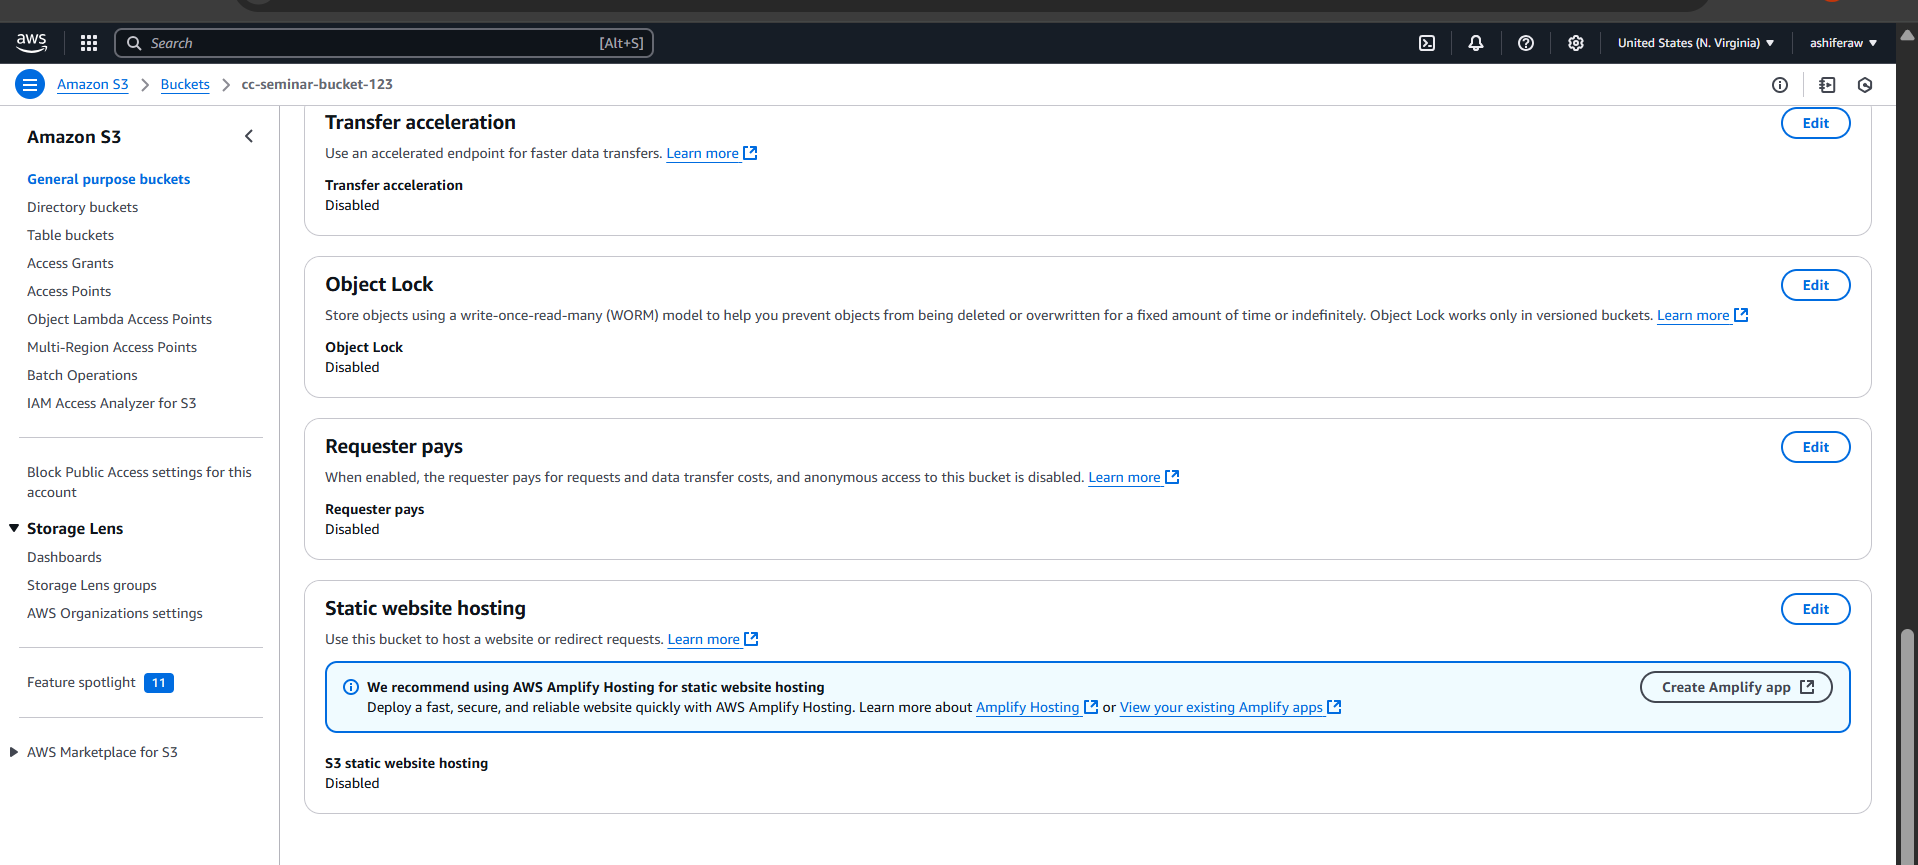 aws
Search
[Alt+S]
United States (N. Virginia)
ashiferaw
Amazon S3
Buckets
cc-seminar-bucket-123
Amazon S3
General purpose buckets
Directory buckets
Table buckets
Access Grants
Access Points
Object Lambda Access Points
Multi-Region Access Points
Batch Operations
IAM Access Analyzer for S3
Block Public Access settings for this
account
Storage Lens
Dashboards
Storage Lens groups
AWS Organizations settings
Feature spotlight 11
AWS Marketplace for S3
Transfer acceleration
Edit
Use an accelerated endpoint for faster data transfers. Learn more
Transfer acceleration
Disabled
Object Lock
Edit
Store objects using a write-once-read-many (WORM) model to help you prevent objects from being deleted or overwritten for a fixed amount of time or indefinitely. Object Lock works only in versioned buckets. Learn more
Object Lock
Disabled
Requester pays
Edit
When enabled, the requester pays for requests and data transfer costs, and anonymous access to this bucket is disabled. Learn more
Requester pays
Disabled
Static website hosting
Edit
Use this bucket to host a website or redirect requests. Learn more
We recommend using AWS Amplify Hosting for static website hosting
Deploy a fast, secure, and reliable website quickly with AWS Amplify Hosting. Learn more about Amplify Hosting or View your existing Amplify apps
Create Amplify app
S3 static website hosting
Disabled